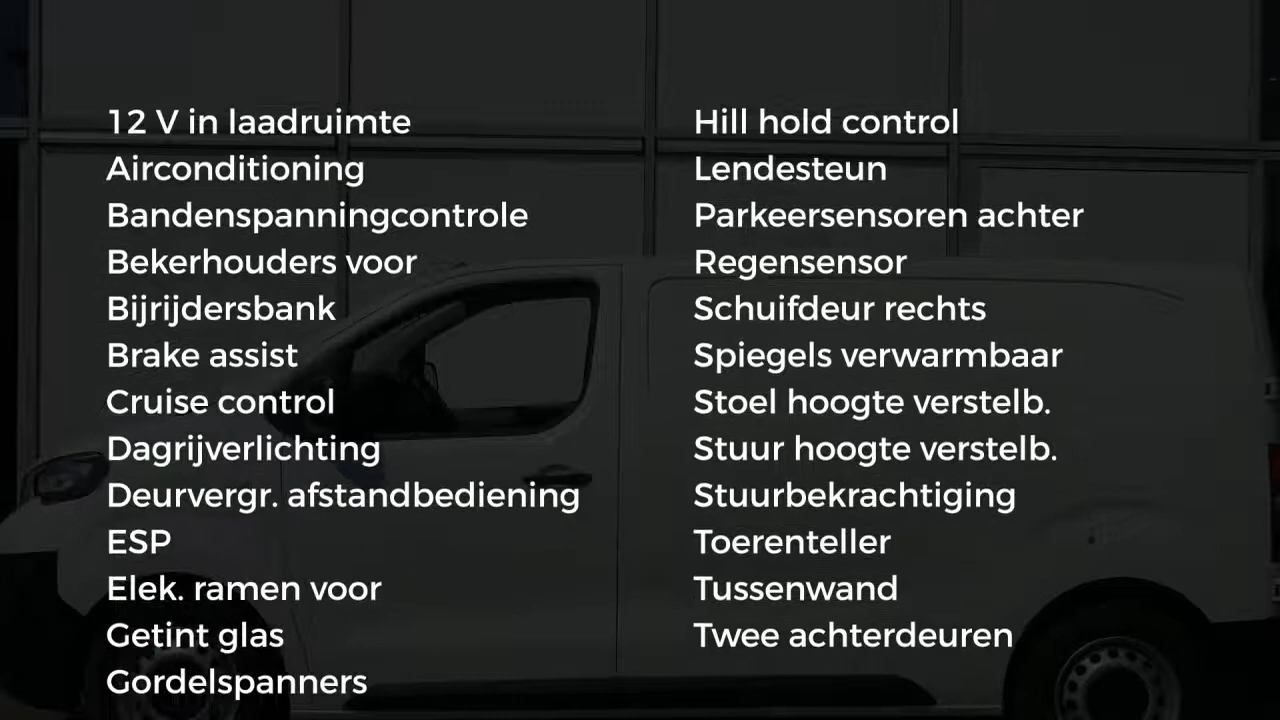 12 V in laadruimte
Airconditioning
Bandenspanningcontrole
Bekerhouders voor
Bijrijdersbank
Brake assist
Cruise control
Dagrijverlichting
Deurvergr. afstandbediening
ESP
Elek. ramen voor
Getint glas
Gordelspanners
Hill hold control
Lendesteun
Parkeersensoren achter
Regensensor
Schuifdeur rechts
Spiegels verwarmbaar
Stoel hoogte verstelb.
Stuur hoogte verstelb.
Stuurbekrachtiging
Toerenteller
Tussenwand
Twee achterdeuren